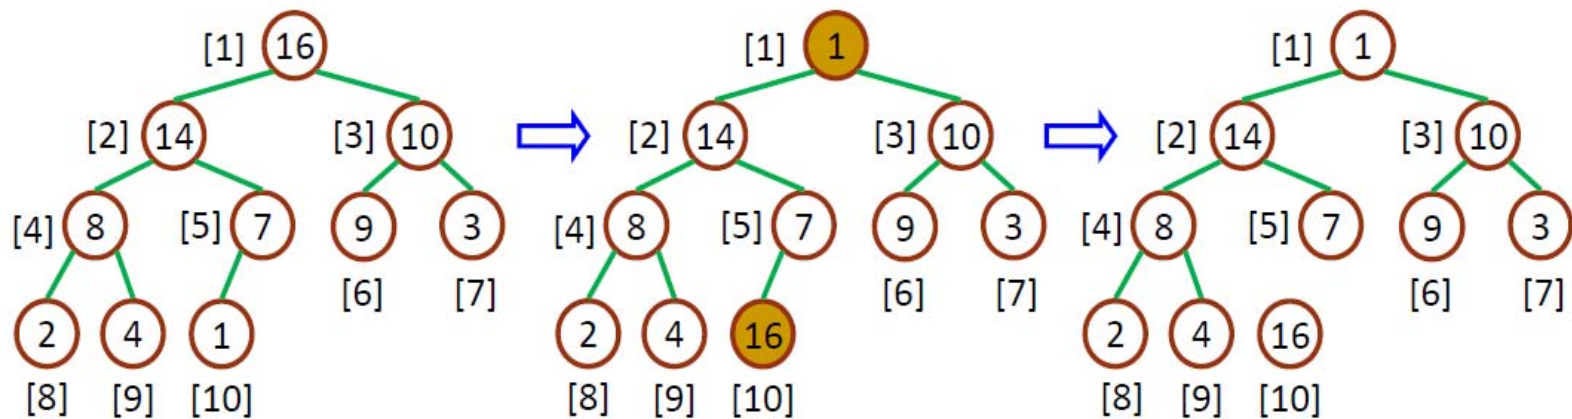 [1] 16 [1] 1 [1] 1
[2] 14 [3] 10 [2] 14 [3] 10 [2] 14 [3] 10
[4] 8 [5] 7 9 3 [4] 8 [5] 7 9 3 [4] 8 [5] 7 9 3
[6] [7] [6] [7] [6] [7]
2 4 1 2 4 16 2 4 16
[8] [9] [10] [8] [9] [10] [8] [9] [10]